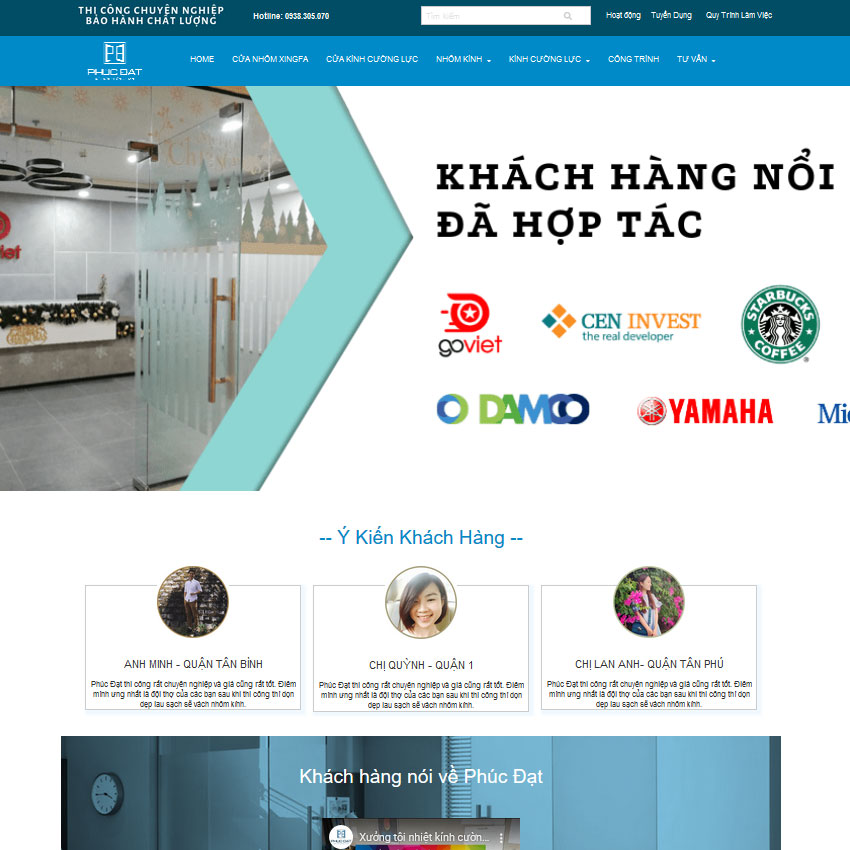 THI CÔNG CHUYÊN NGHIỆP
BẢO HÀNH CHẤT LƯỢNG
Hotline: 0938.305.070
Tìm kiếm
Hoạt động
Tuyển Dụng
Quy Trình Làm Việc
PHUC ĐAT
HOME
CỬA NHÔM XINGFA
CỬA KÍNH CƯỜNG LỰC
NHÔM KÍNH
KÍNH CƯỜNG LỰC
CÔNG TRÌNH
TƯ VẤN
KHÁCH HÀNG NỔI
ĐÃ HỢP TÁC
goviet
CEN INVEST
the real developer
STARBUCKS
COFFEE
DAMCO
YAMAHA
-- Ý Kiến Khách Hàng --
ANH MINH - QUẬN TÂN BÌNH
Phúc Đạt thi công rất chuyên nghiệp và giá cũng rất tốt. Điêm
mình ưng nhất là đội thợ của các bạn sau khi thi công thì dọn
dẹp lau sạch sẽ vách nhôm kính.
CHỊ QUỲNH - QUẬN 1
Phúc Đạt thi công rất chuyên nghiệp và giá cũng rất tốt. Điêm
mình ưng nhất là đội thợ của các bạn sau khi thi công thì dọn
dẹp lau sạch sẽ vách nhôm kính.
CHỊ LAN ANH- QUẬN TÂN PHÚ
Phúc Đạt thi công rất chuyên nghiệp và giá cũng rất tốt. Điêm
mình ưng nhất là đội thợ của các bạn sau khi thi công thì dọn
dẹp lau sạch sẽ vách nhôm kính.
Khách hàng nói về Phúc Đạt
Xưởng tôi nhiệt kính cườn...